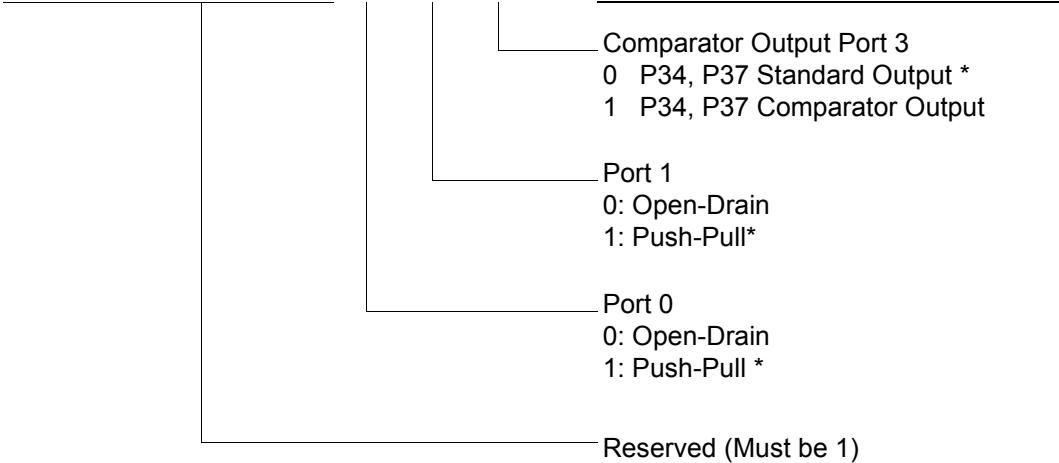 Comparator Output Port 3
0 P34, P37 Standard Output *
1 P34, P37 Comparator Output
Port 1
0: Open-Drain
1: Push-Pull*
Port 0
0: Open-Drain
1: Push-Pull *
Reserved (Must be 1)